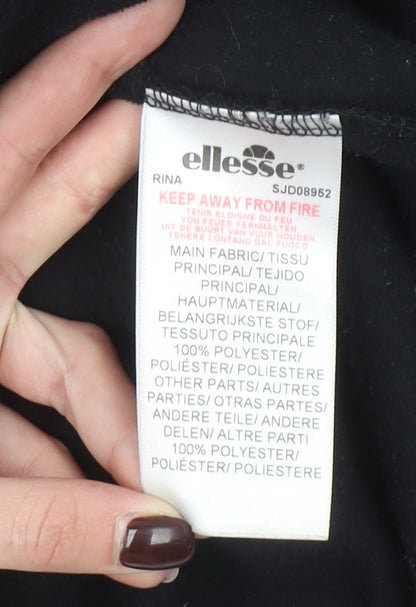 ellesse®
RINA SJD08952
KEEP AWAY FROM FIRE
TENIR ELOIGNE DU FEU
VON FEUER FERNHALTEN
UIT DE BUURT VAN VUUR HOUDEN
TENERE LONTANO DAL FUOCO
MAIN FABRIC/ TISSU
PRINCIPAL/ TEJIDO
PRINCIPAL/
HAUPTMATERIAL/
BELANGRIJKSTE STOF/
TESSUTO PRINCIPALE
100% POLYESTER/
POLIÉSTER/ POLIESTERE
OTHER PARTS/ AUTRES
PARTIES/ OTRAS PARTES/
ANDERE TEILE/ ANDERE
DELEN/ ALTRE PARTI
100% POLYESTER/
POLIÉSTER/ POLIESTERE